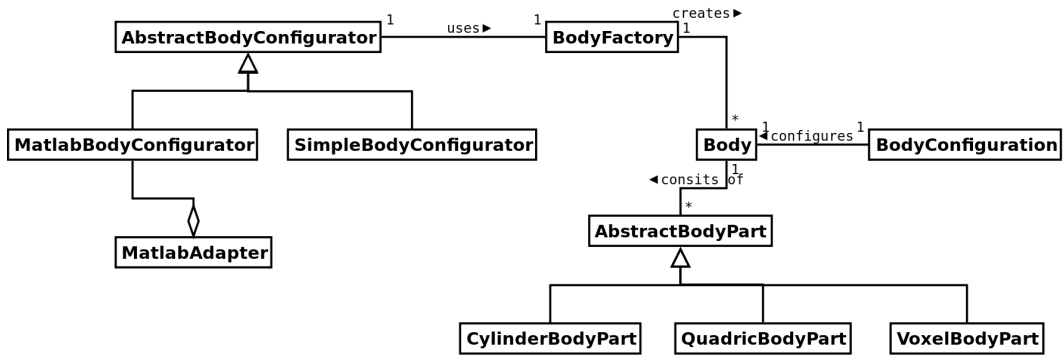 creates►
1
1
AbstractBodyConfigurator
uses►
BodyFactory
1
*
MatlabBodyConfigurator
SimpleBodyConfigurator
Body
1
◄configures
1
BodyConfiguration
1
◄consits of
*
AbstractBodyPart
MatlabAdapter
CylinderBodyPart
QuadricBodyPart
VoxelBodyPart